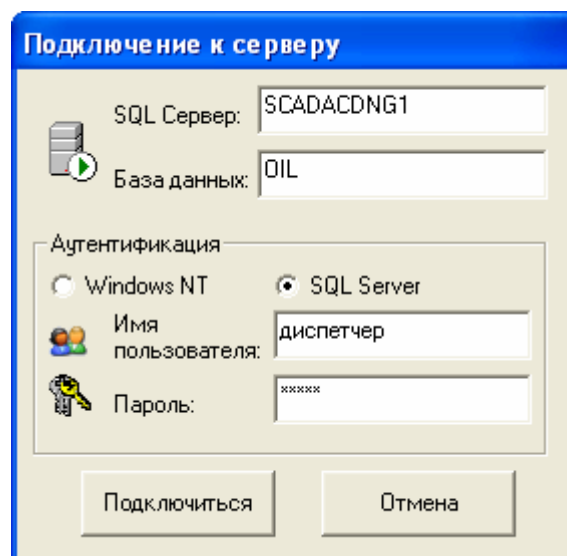 Подключение к серверу
SQL Сервер:
SCADACDNG1
База данных:
OIL
Аутентификация
Windows NT
SQL Server
Имя
пользователя:
диспетчер
Пароль:
*****
Подключиться
Отмена